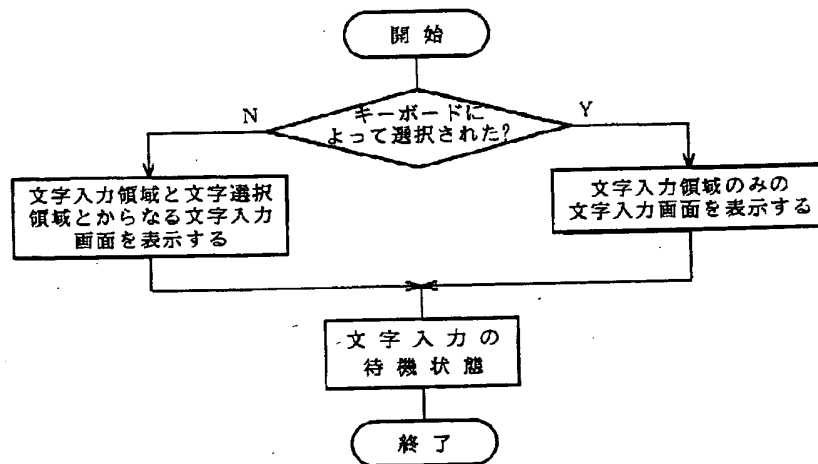 開始
キーボードに
よって選択された?
N
Y
文字入力領域と文字選択
領域とからなる文字入力
画面を表示する
文字入力領域のみの
文字入力画面を表示する
文字入力の
待機状態
終了